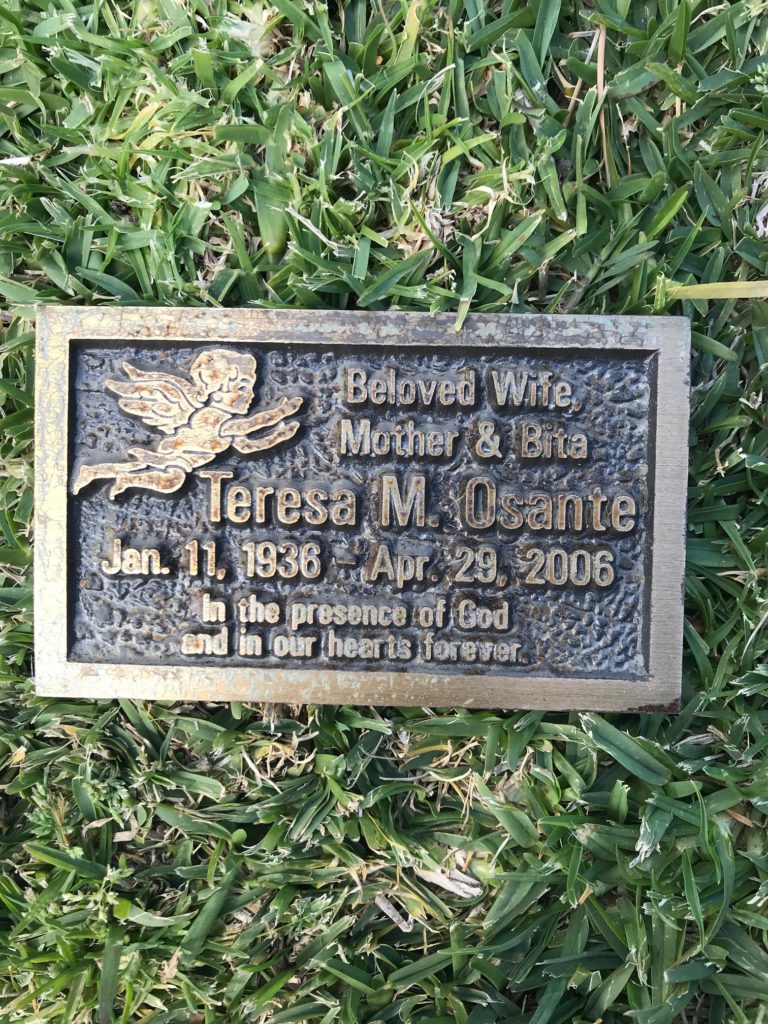 Beloved Wife,
Mother & Bita
Teresa M. Osante
Jan. 11, 1936 - Apr. 29, 2006
In the presence of God
and in our hearts forever.